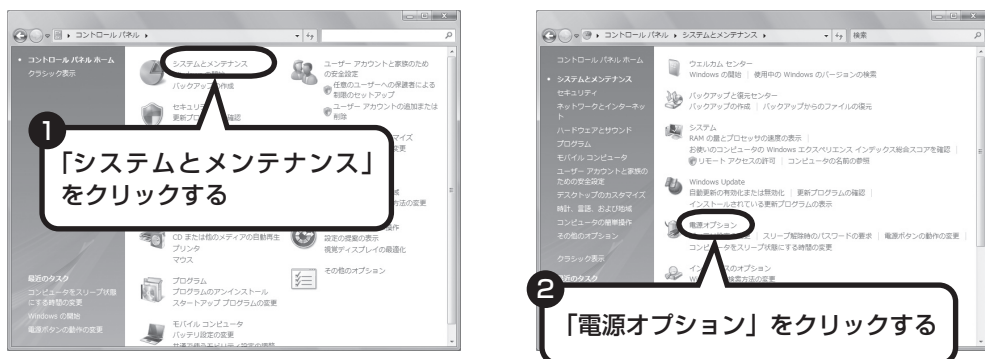 コントロール パネル
コントロール パネル ホーム
クラシック表示
システムとメンテナンス
バックアップの作成
セキュリ
更新プロ
確認
ユーザー アカウントと家族のため
の安全設定
任意のユーザーへの保護者による
制限のセットアップ
ユーザー アカウントの追加または
削除
マイズ
変更
1
「システムとメンテナンス」
をクリックする
域
方法の変更
操作
CD または他のメディアの自動再生
プリンタ
マウス
設定の提案の表示
視覚ディスプレイの最適化
プログラム
プログラムのアンインストール
スタートアップ プログラムの変更
その他のオプション
モバイル コンピュータ
バッテリ設定の変更
最近のタスク
コンピュータをスリープ状態
にする時間の変更
Windows の開始
電源ボタンの動作の変更
コントロール パネル
システムとメンテナンス
検索
コントロール パネル ホーム
システムとメンテナンス
セキュリティ
ネットワークとインターネッ
ト
ハードウェアとサウンド
プログラム
モバイル コンピュータ
ユーザー アカウントと家族の
ための安全設定
デスクトップのカスタマイズ
時計、言語、および地域
コンピュータの簡単操作
その他のオプション
クラシック表示
最近のタスク
ウェルカム センター
Windows の開始 | 使用中の Windows のバージョンの検索
バックアップと復元センター
バックアップの作成 | バックアップからのファイルの復元
システム
RAM の量とプロセッサの速度の表示 |
お使いのコンピュータの Windows エクスペリエンス インデックス総合スコアを確認 |
リモート アクセスの許可 | コンピュータの名前の参照
Windows Update
自動更新の有効化または無効化 | 更新プログラムの確認 |
インストールされている更新プログラムの表示
電源オプション
スリープ解除時のパスワードの要求 | 電源ボタンの動作の変更 |
コンピュータをスリープ状態にする時間の変更
スのオプション
検索方法の変更
2
「電源オプション」をクリックする